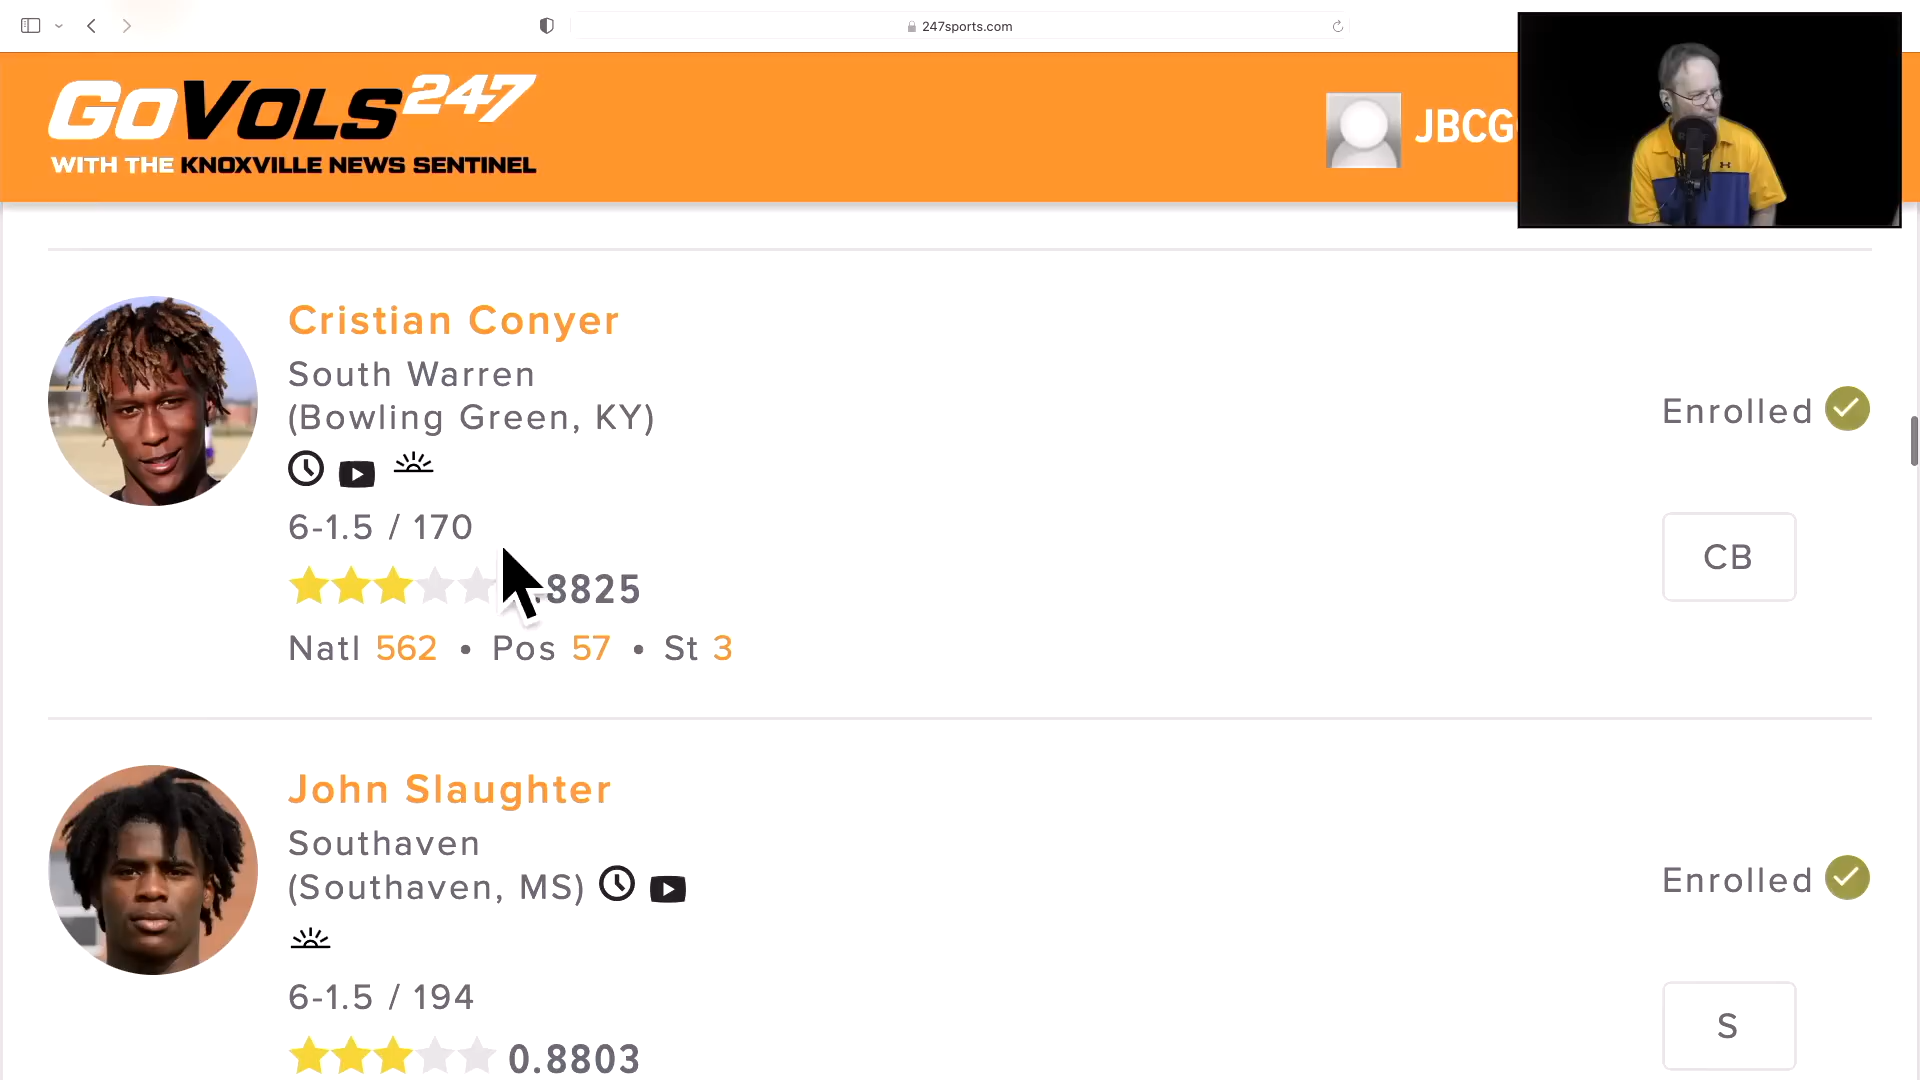 247sports.com
GoVols247
WITH THE KNOXVILLE NEWS SENTINEL
JBCG
Cristian Conyer
South Warren
(Bowling Green, KY)
Enrolled
6-1.5 / 170
CB
.8825
Natl 562 • Pos 57 • St 3
John Slaughter
Southaven
(Southaven, MS)
Enrolled
6-1.5 / 194
S
0.8803